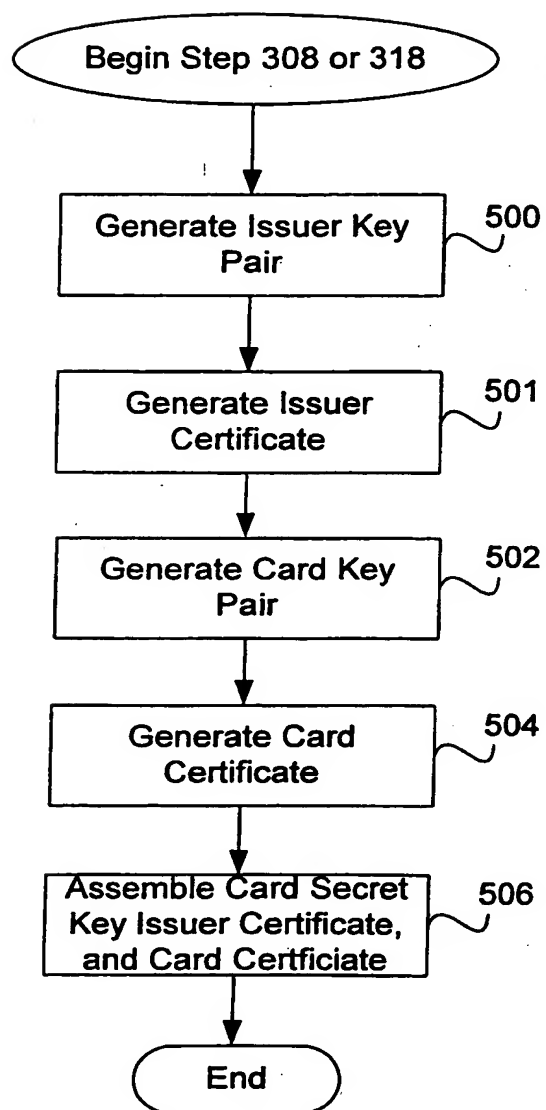 Begin Step 308 or 318
Generate Issuer Key
Pair
500
Generate Issuer
Certificate
501
Generate Card Key
Pair
502
Generate Card
Certificate
504
Assemble Card Secret
Key Issuer Certificate,
and Card Certficiate
506
End